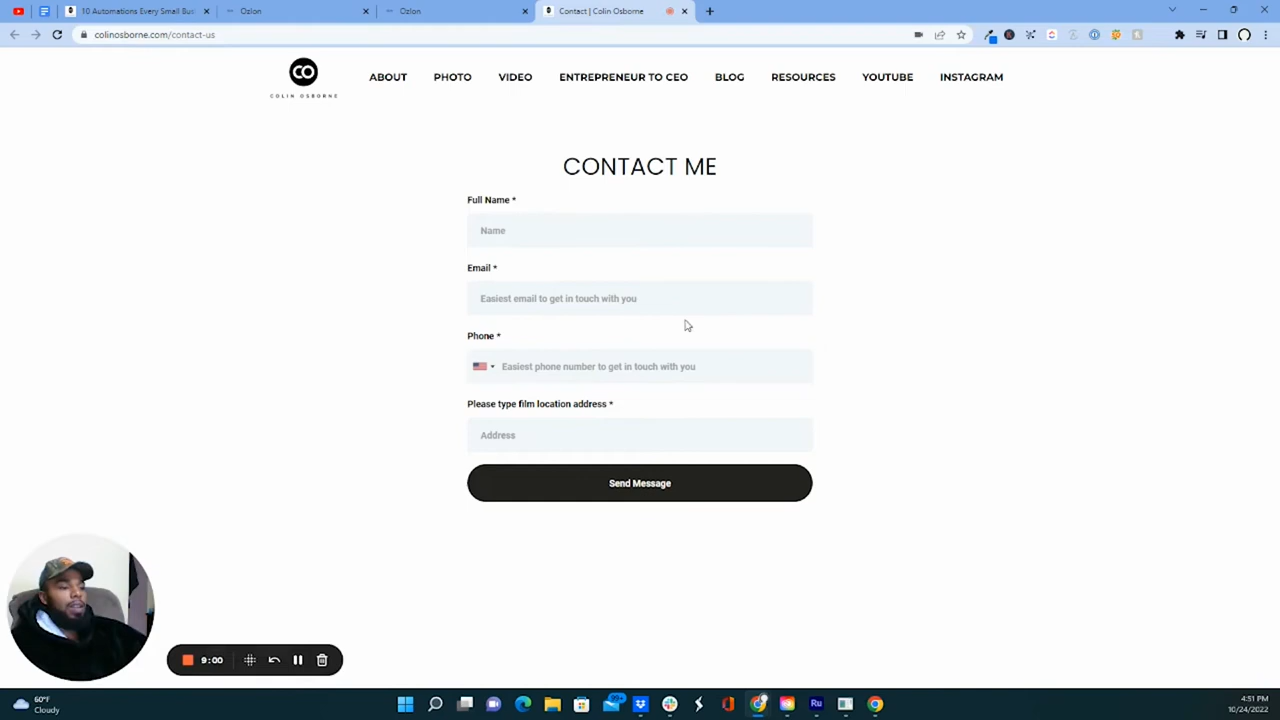 10 Automations Every Small Bus
Ozlon
Ozlon
Contact | Colin Osborne
colinosborne.com/contact-us
CO
COLIN OSBORNE
ABOUT
PHOTO
VIDEO
ENTREPRENEUR TO CEO
BLOG
RESOURCES
YOUTUBE
INSTAGRAM
CONTACT ME
Full Name *
Name
Email *
Easiest email to get in touch with you
Phone *
Easiest phone number to get in touch with you
Please type film location address *
Address
Send Message
9:00
60°F
Cloudy
99+
Ru
4:51 PM
10/24/2022